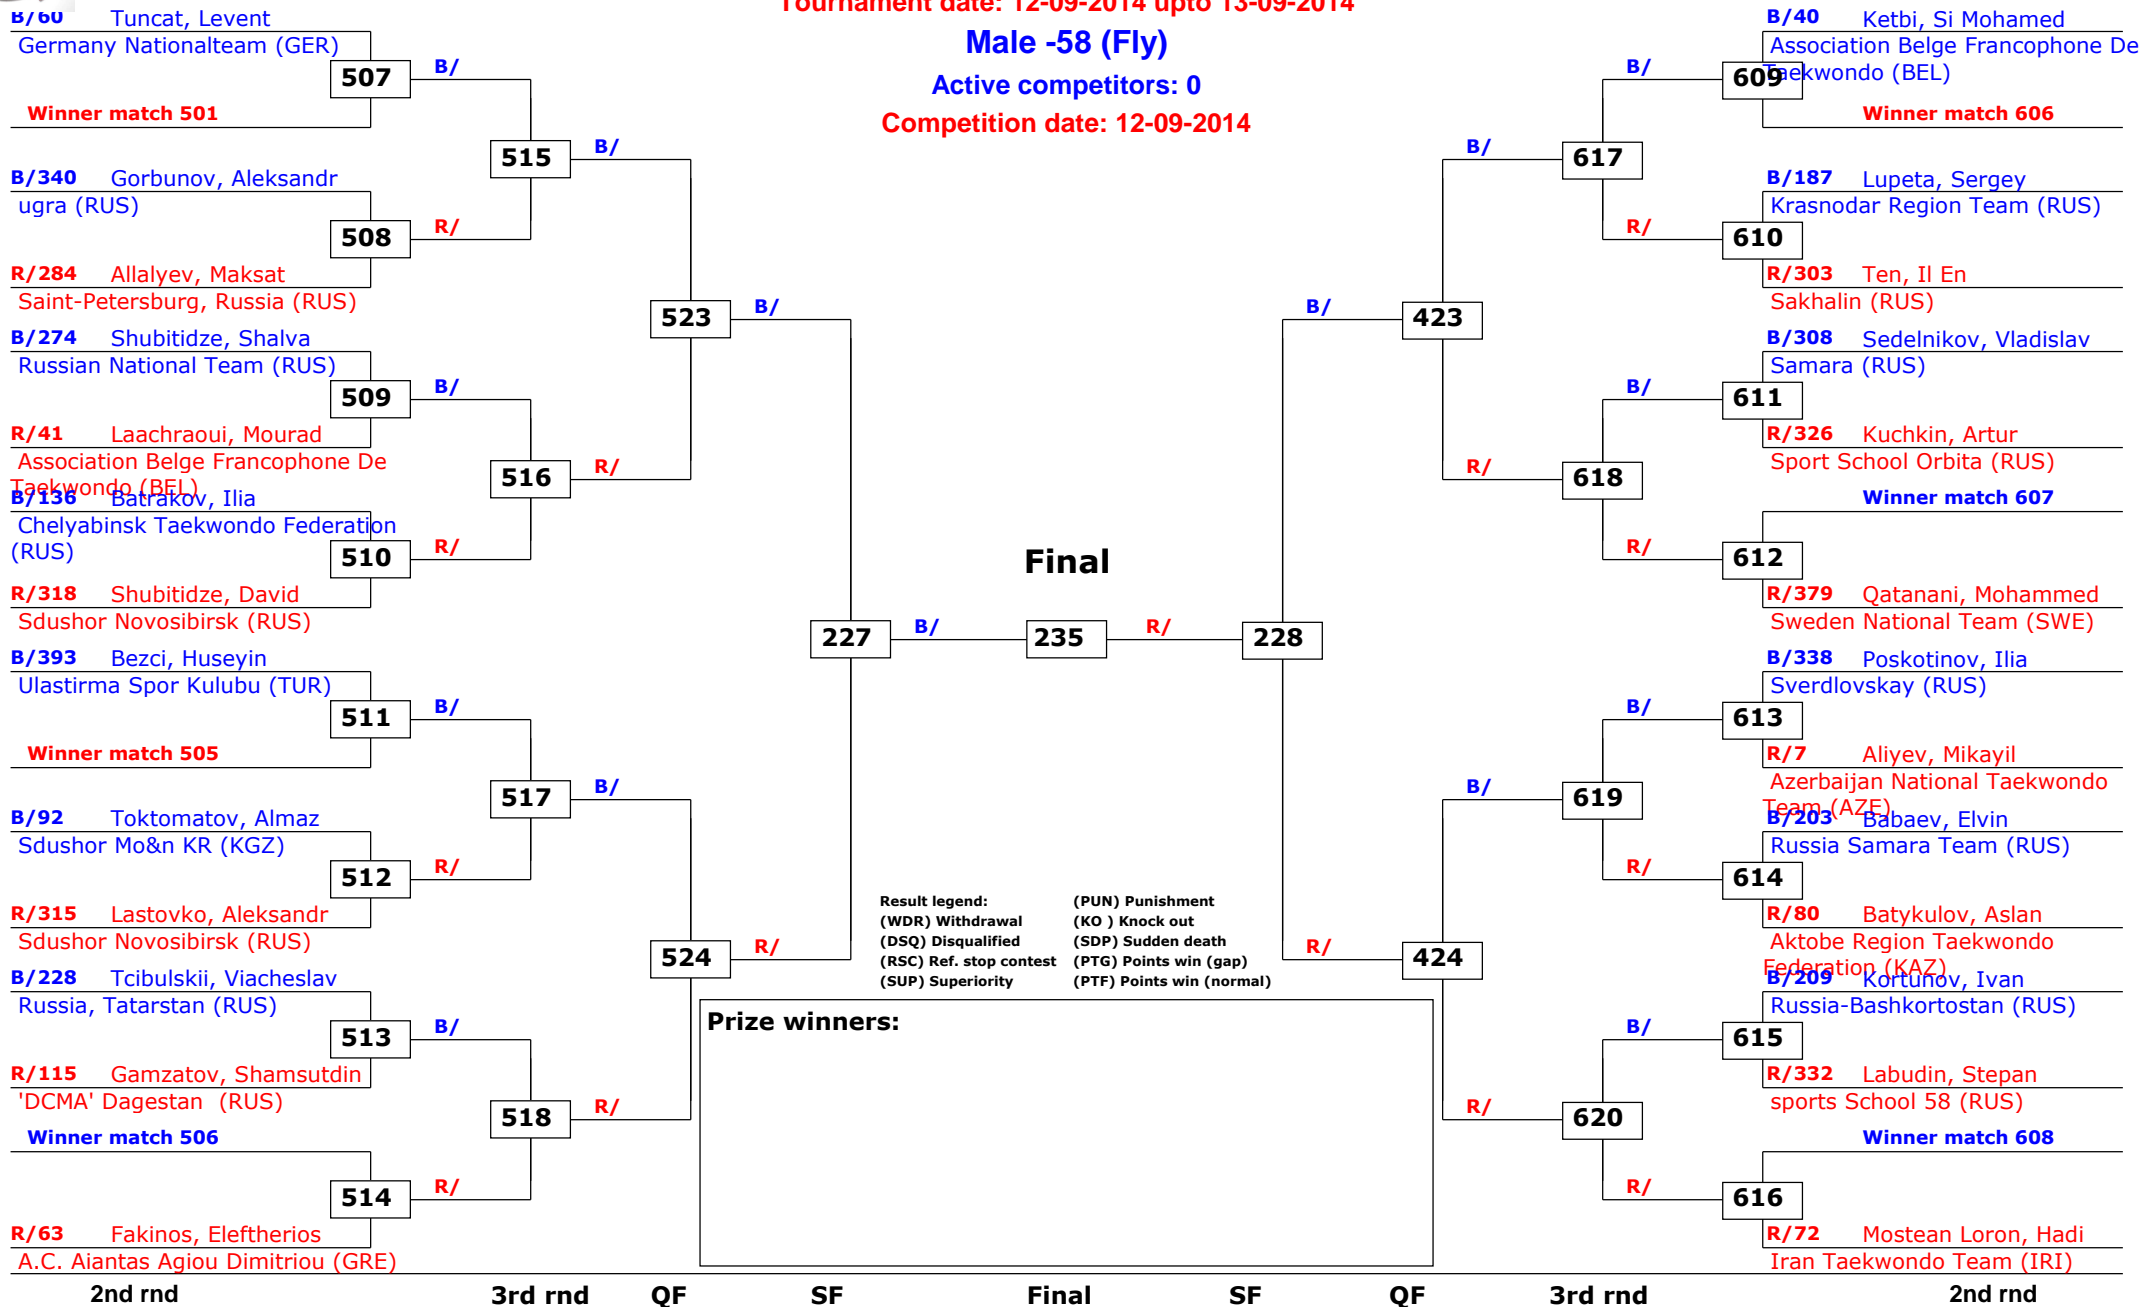 Tournament date: 12-09-2014 upto 13-09-2014
Male -58 (Fly)
Active competitors: 0
Competition date: 12-09-2014
B/60 Tuncat, Levent
Germany Nationalteam (GER)
507
B/
Winner match 501
515
B/
B/340 Gorbunov, Aleksandr
ugra (RUS)
508
R/
R/284 Allalyev, Maksat
Saint-Petersburg, Russia (RUS)
523
B/
B/274 Shubitidze, Shalva
Russian National Team (RUS)
509
B/
R/41 Laachraoui, Mourad
Association Belge Francophone De
Taekwondo (BEL)
516
R/
B/136 Batrakov, Ilia
Chelyabinsk Taekwondo Federation
(RUS)
510
R/
R/318 Shubitidze, David
Sdushor Novosibirsk (RUS)
227
B/
B/393 Bezci, Huseyin
Ulastirma Spor Kulubu (TUR)
511
B/
Winner match 505
517
B/
B/92 Toktomatov, Almaz
Sdushor Mo&n KR (KGZ)
512
R/
R/315 Lastovko, Aleksandr
Sdushor Novosibirsk (RUS)
524
R/
B/228 Tcibulskii, Viacheslav
Russia, Tatarstan (RUS)
513
B/
R/115 Gamzatov, Shamsutdin
'DCMA' Dagestan (RUS)
518
R/
Winner match 506
514
R/
R/63 Fakinos, Eleftherios
A.C. Aiantas Agiou Dimitriou (GRE)
Final
235
R/
228
B/40 Ketbi, Si Mohamed
Association Belge Francophone De
Taekwondo (BEL)
B/
609
Winner match 606
B/
617
B/187 Lupeta, Sergey
Krasnodar Region Team (RUS)
R/
610
R/303 Ten, Il En
Sakhalin (RUS)
B/
423
B/308 Sedelnikov, Vladislav
Samara (RUS)
B/
611
R/326 Kuchkin, Artur
Sport School Orbita (RUS)
R/
618
Winner match 607
R/
612
R/379 Qatanani, Mohammed
Sweden National Team (SWE)
B/338 Poskotinov, Ilia
Sverdlovskay (RUS)
B/
613
R/7 Aliyev, Mikayil
Azerbaijan National Taekwondo
Team (AZE)
B/
619
B/203 Babaev, Elvin
Russia Samara Team (RUS)
R/
614
R/80 Batykulov, Aslan
Aktobe Region Taekwondo
Federation (KAZ)
R/
424
B/209 Kortunov, Ivan
Russia-Bashkortostan (RUS)
B/
615
R/332 Labudin, Stepan
sports School 58 (RUS)
R/
620
Winner match 608
R/
616
R/72 Mostean Loron, Hadi
Iran Taekwondo Team (IRI)
Result legend: (PUN) Punishment
(WDR) Withdrawal (KO ) Knock out
(DSQ) Disqualified (SDP) Sudden death
(RSC) Ref. stop contest (PTG) Points win (gap)
(SUP) Superiority (PTF) Points win (normal)
Prize winners:
2nd rnd 3rd rnd QF SF Final SF QF 3rd rnd 2nd rnd